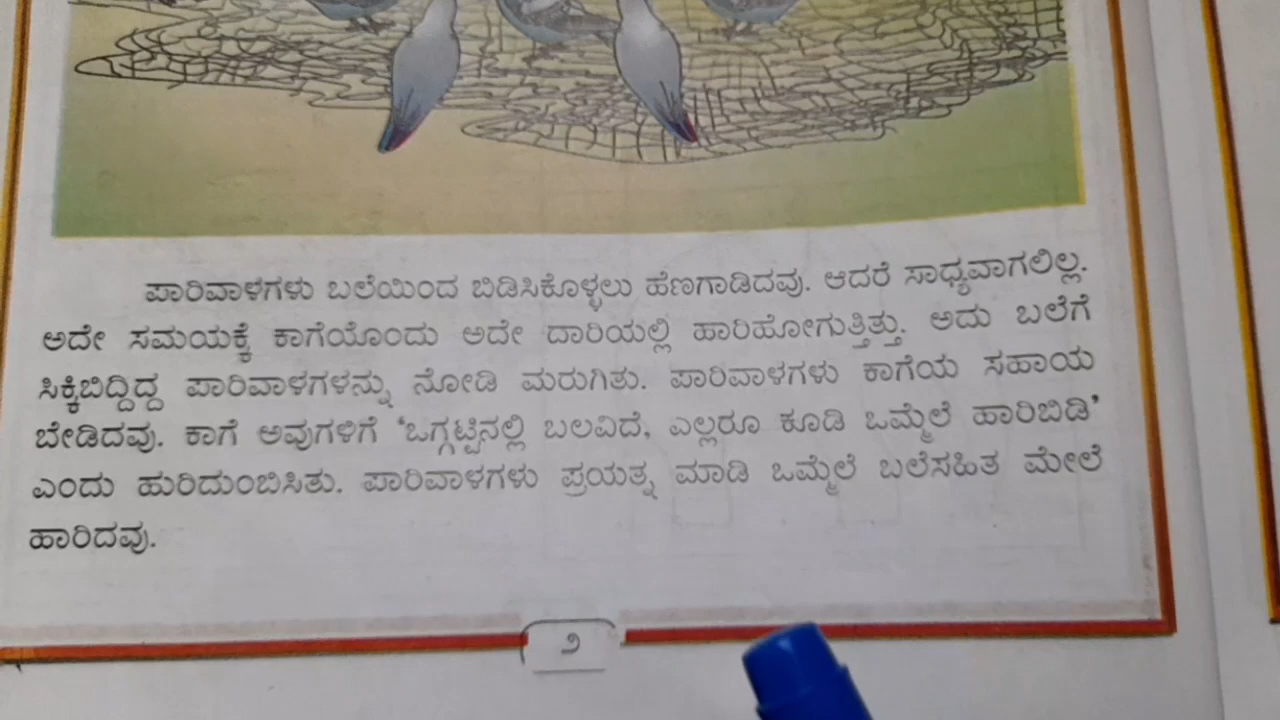 ಪಾರಿವಾಳಗಳು ಬಲೆಯಿಂದ ಬಿಡಿಸಿಕೊಳ್ಳಲು ಹೆಣಗಾಡಿದವು. ಆದರೆ ಸಾಧ್ಯವಾಗಲಿಲ್ಲ.
ಅದೇ ಸಮಯಕ್ಕೆ ಕಾಗೆಯೊಂದು ಅದೇ ದಾರಿಯಲ್ಲಿ ಹಾರಿಹೋಗುತ್ತಿತ್ತು. ಅದು ಬಲೆಗೆ
ಸಿಕ್ಕಿಬಿದ್ದಿದ್ದ ಪಾರಿವಾಳಗಳನ್ನು ನೋಡಿ ಮರುಗಿತು. ಪಾರಿವಾಳಗಳು ಕಾಗೆಯ ಸಹಾಯ
ಬೇಡಿದವು. ಕಾಗೆ ಅವುಗಳಿಗೆ ‘ಒಗ್ಗಟ್ಟಿನಲ್ಲಿ ಬಲವಿದೆ, ಎಲ್ಲರೂ ಕೂಡಿ ಒಮ್ಮೆಲೆ ಹಾರಿಬಿಡಿ’
ಎಂದು ಹುರಿದುಂಬಿಸಿತು. ಪಾರಿವಾಳಗಳು ಪ್ರಯತ್ನ ಮಾಡಿ ಒಮ್ಮೆಲೆ ಬಲೆಸಹಿತ ಮೇಲೆ
ಹಾರಿದವು.
೨